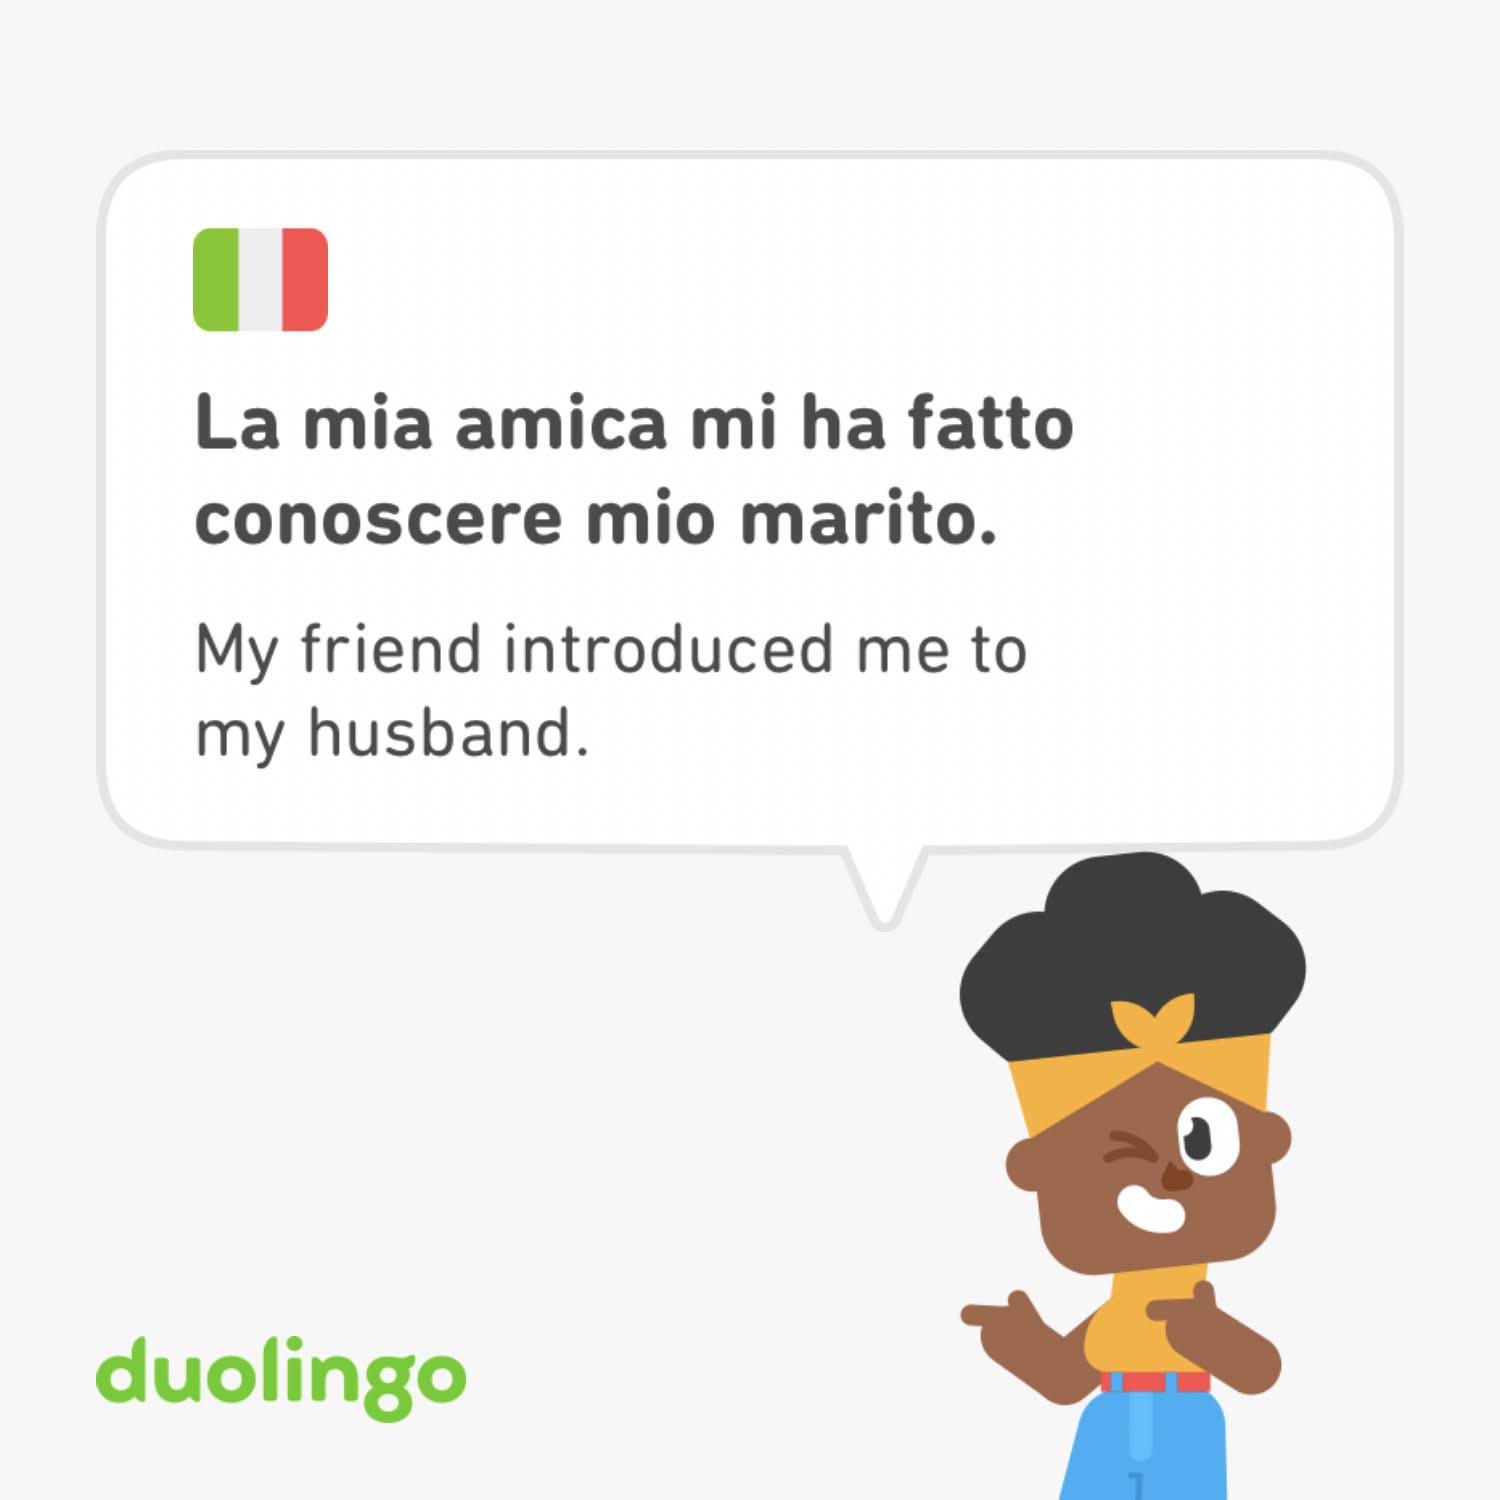 La mia amica mi ha fatto
conoscere mio marito.
My friend introduced me to
my husband.
duolingo